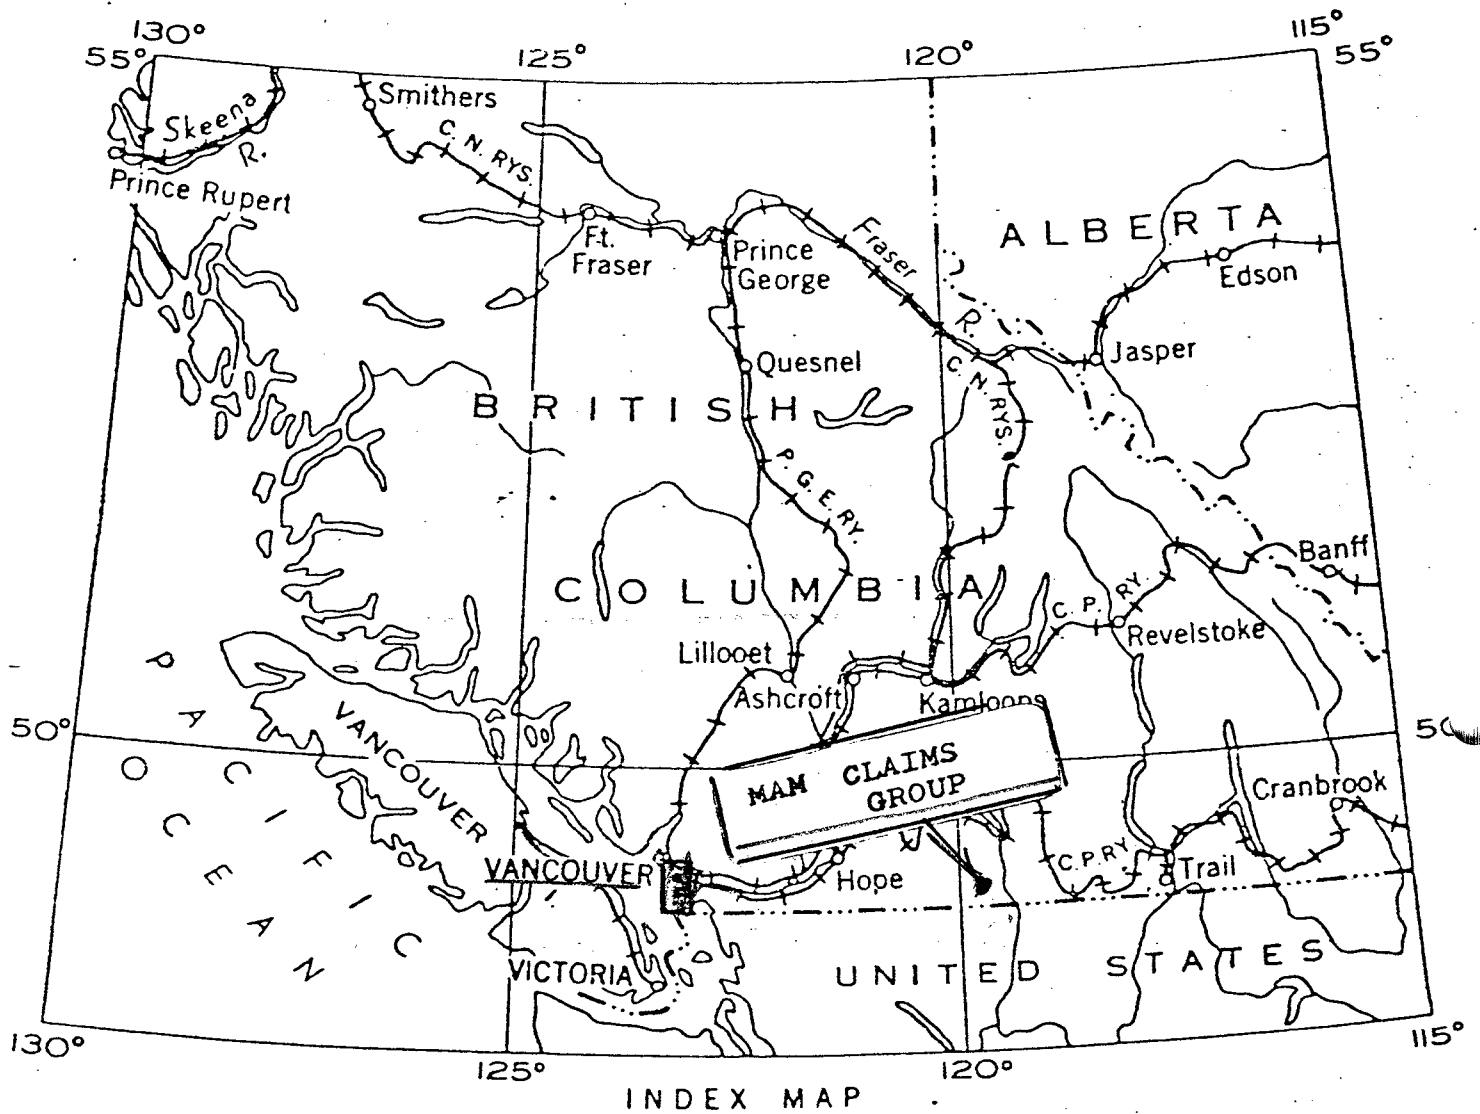 130° 125° 120° 115°
55° 55°
Smithers
Skeena
R.
C. N. RYS.
Prince Rupert
Ft.
Fraser
Prince
George
Fraser
R.
ALBERTA
Edson
Jasper
C. N. RYS.
Quesnel
BRITISH
P. G. E. RY.
COLUMBIA
Banff
C. P. RY.
Revelstoke
Lillooet
Ashcroft
Kamloops
50°
PACIFIC
OCEAN
VANCOUVER
MAM CLAIMS
GROUP
Cranbrook
VANCOUVER
Hope
C.P.RY.
Trail
VICTORIA
UNITED STATES
130° 125° 120° 115°
INDEX MAP